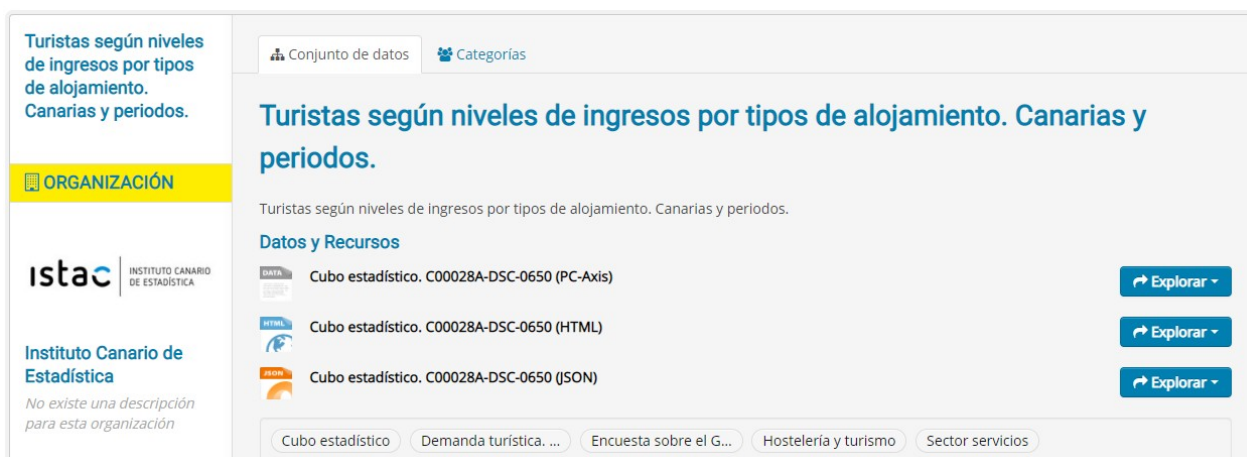 Turistas según niveles
de ingresos por tipos
de alojamiento.
Canarias y periodos.
ORGANIZACIÓN
istac
INSTITUTO CANARIO
DE ESTADÍSTICA
Instituto Canario de
Estadística
No existe una descripción
para esta organización
Conjunto de datos
Categorías
Turistas según niveles de ingresos por tipos de alojamiento. Canarias y
periodos.
Turistas según niveles de ingresos por tipos de alojamiento. Canarias y periodos.
Datos y Recursos
DATA
Cubo estadístico. C00028A-DSC-0650 (PC-Axis)
Explorar
HTML
Cubo estadístico. C00028A-DSC-0650 (HTML)
Explorar
JSON
Cubo estadístico. C00028A-DSC-0650 (JSON)
Explorar
Cubo estadístico Demanda turística. ... Encuesta sobre el G... Hostelería y turismo Sector servicios